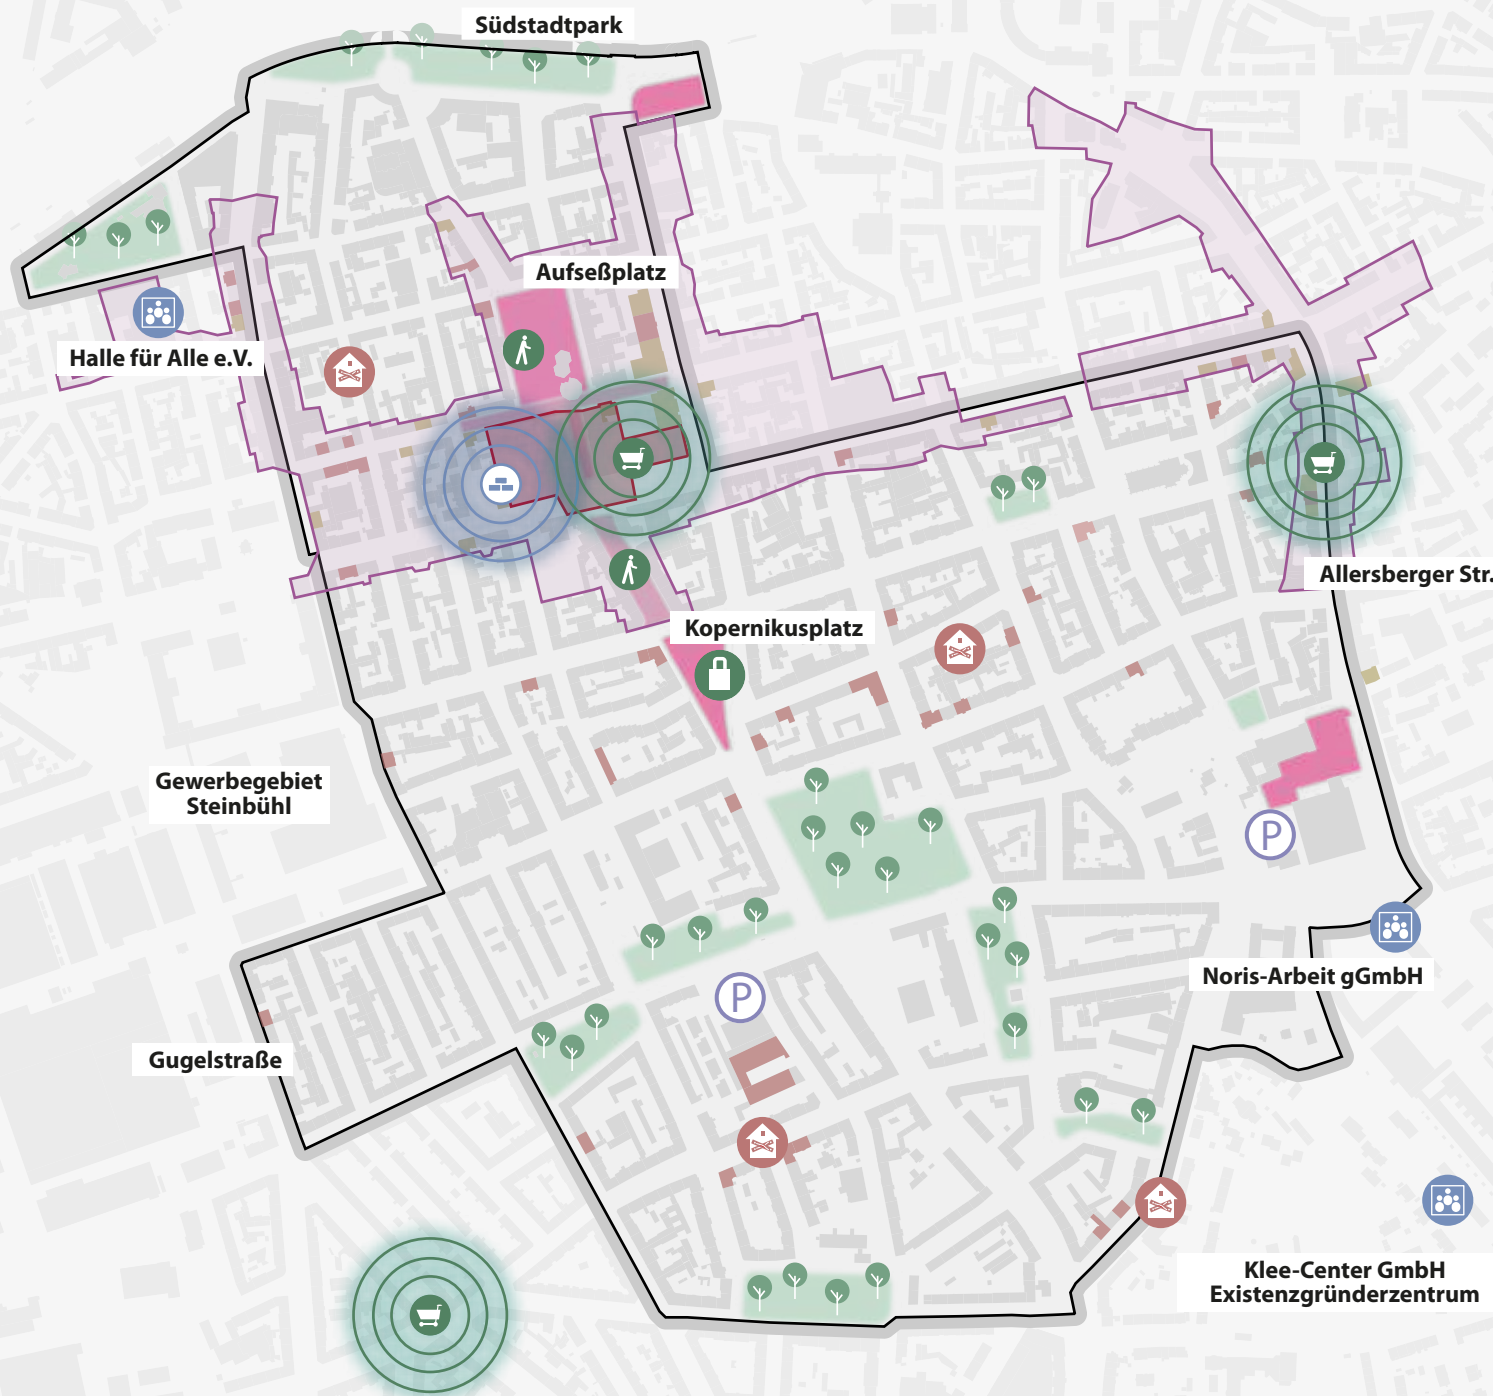 Südstadtpark
Aufseßplatz
Halle für Alle e.V.
Allersberger Str.
Kopernikusplatz
Gewerbegebiet
Steinbühl
P
Noris-Arbeit gGmbH
P
Gugelstraße
Klee-Center GmbH
Existenzgründerzentrum